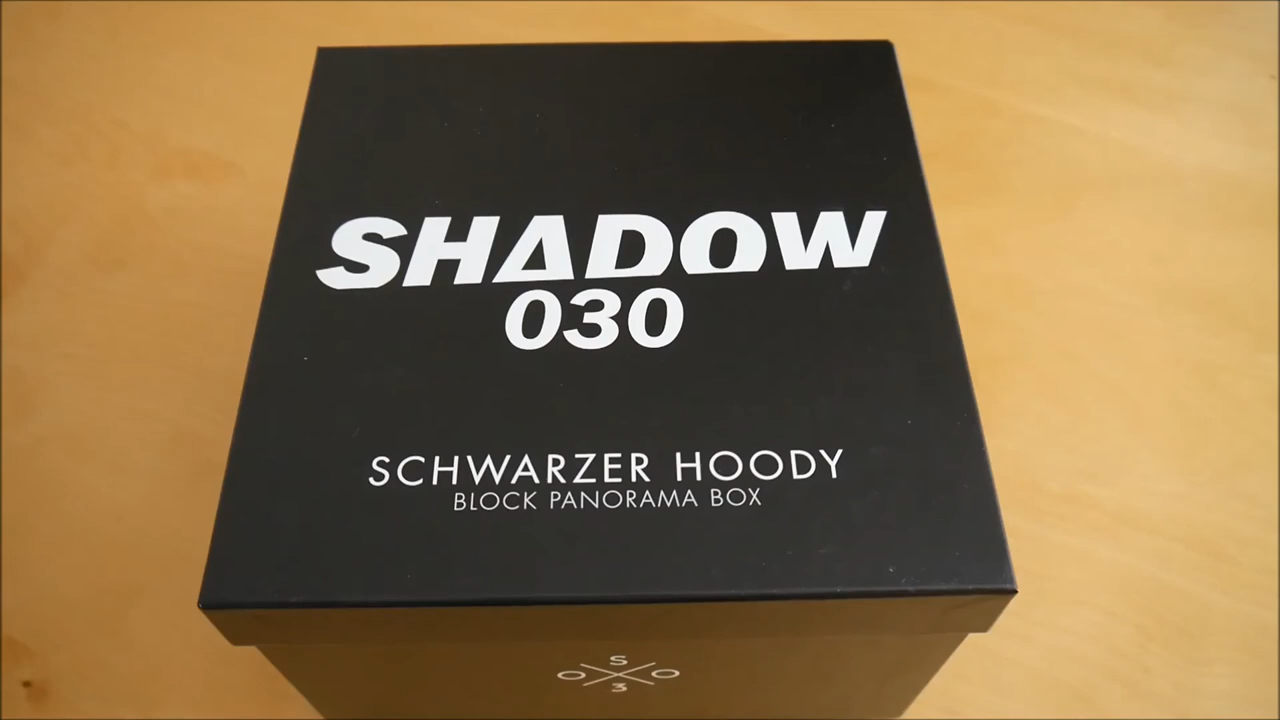 SHADOW
030
SCHWARZER HOODY
BLOCK PANORAMA BOX
S
O O
3